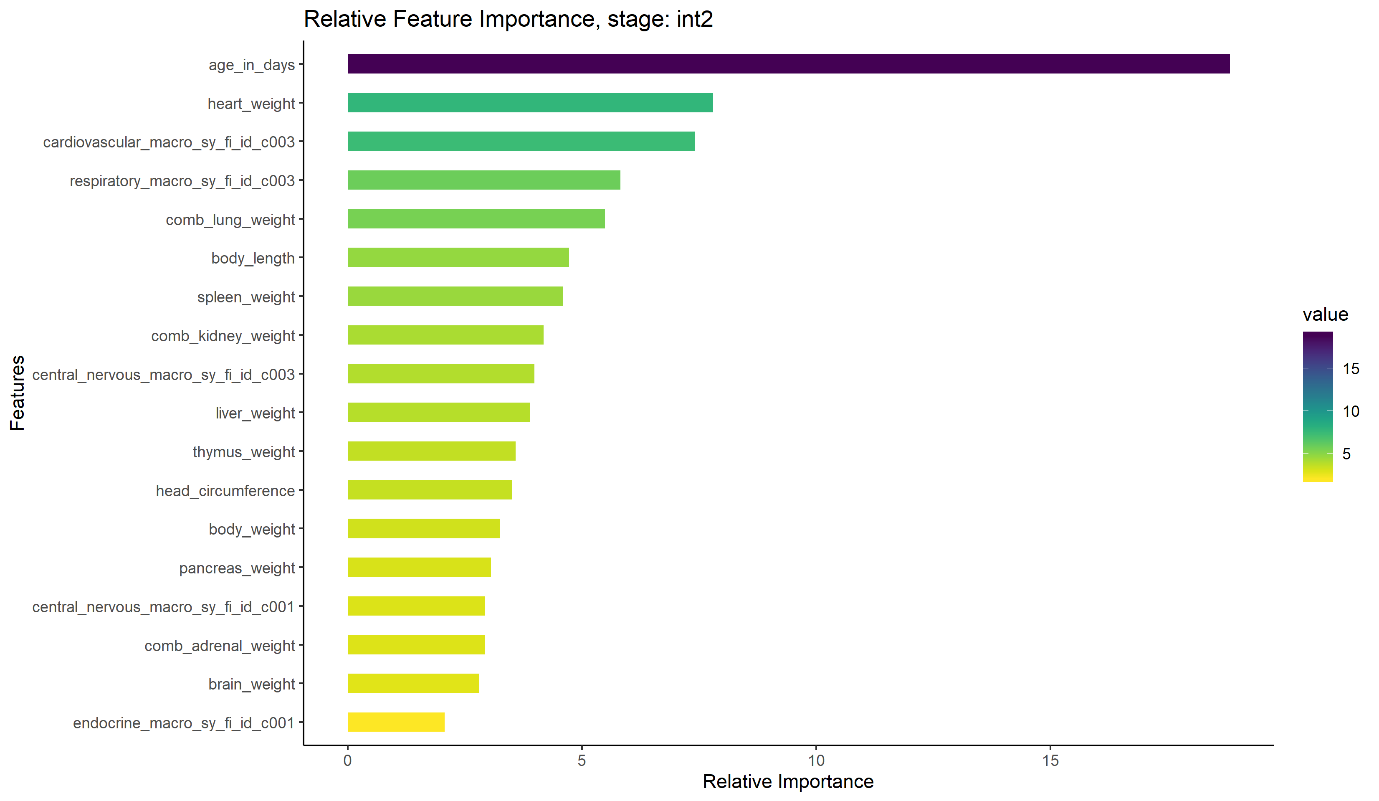 Relative Feature Importance, stage: int2
Features
age_in_days
heart_weight
cardiovascular_macro_sy_fi_id_c003
respiratory_macro_sy_fi_id_c003
comb_lung_weight
body_length
spleen_weight
comb_kidney_weight
central_nervous_macro_sy_fi_id_c003
liver_weight
thymus_weight
head_circumference
body_weight
pancreas_weight
central_nervous_macro_sy_fi_id_c001
comb_adrenal_weight
brain_weight
endocrine_macro_sy_fi_id_c001
0 5 10 15
Relative Importance
value
15
10
5